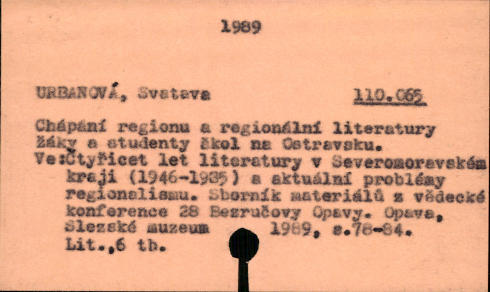 1989
URBANOVÁ, Svatava 110.065
Chápání regionu a regionální literatury
žáky a studenty škol na Ostravsku.
Ve:Čtyřicet let literatury v Severomoravském
kraji (1946-1985) a aktuální problémy
regionalismu. Sborník materiálů z vědecké
konference 28 Bezručovy Opavy. Opava,
Slezské muzeum 1989, s.78-84.
Lit.,6 tb.